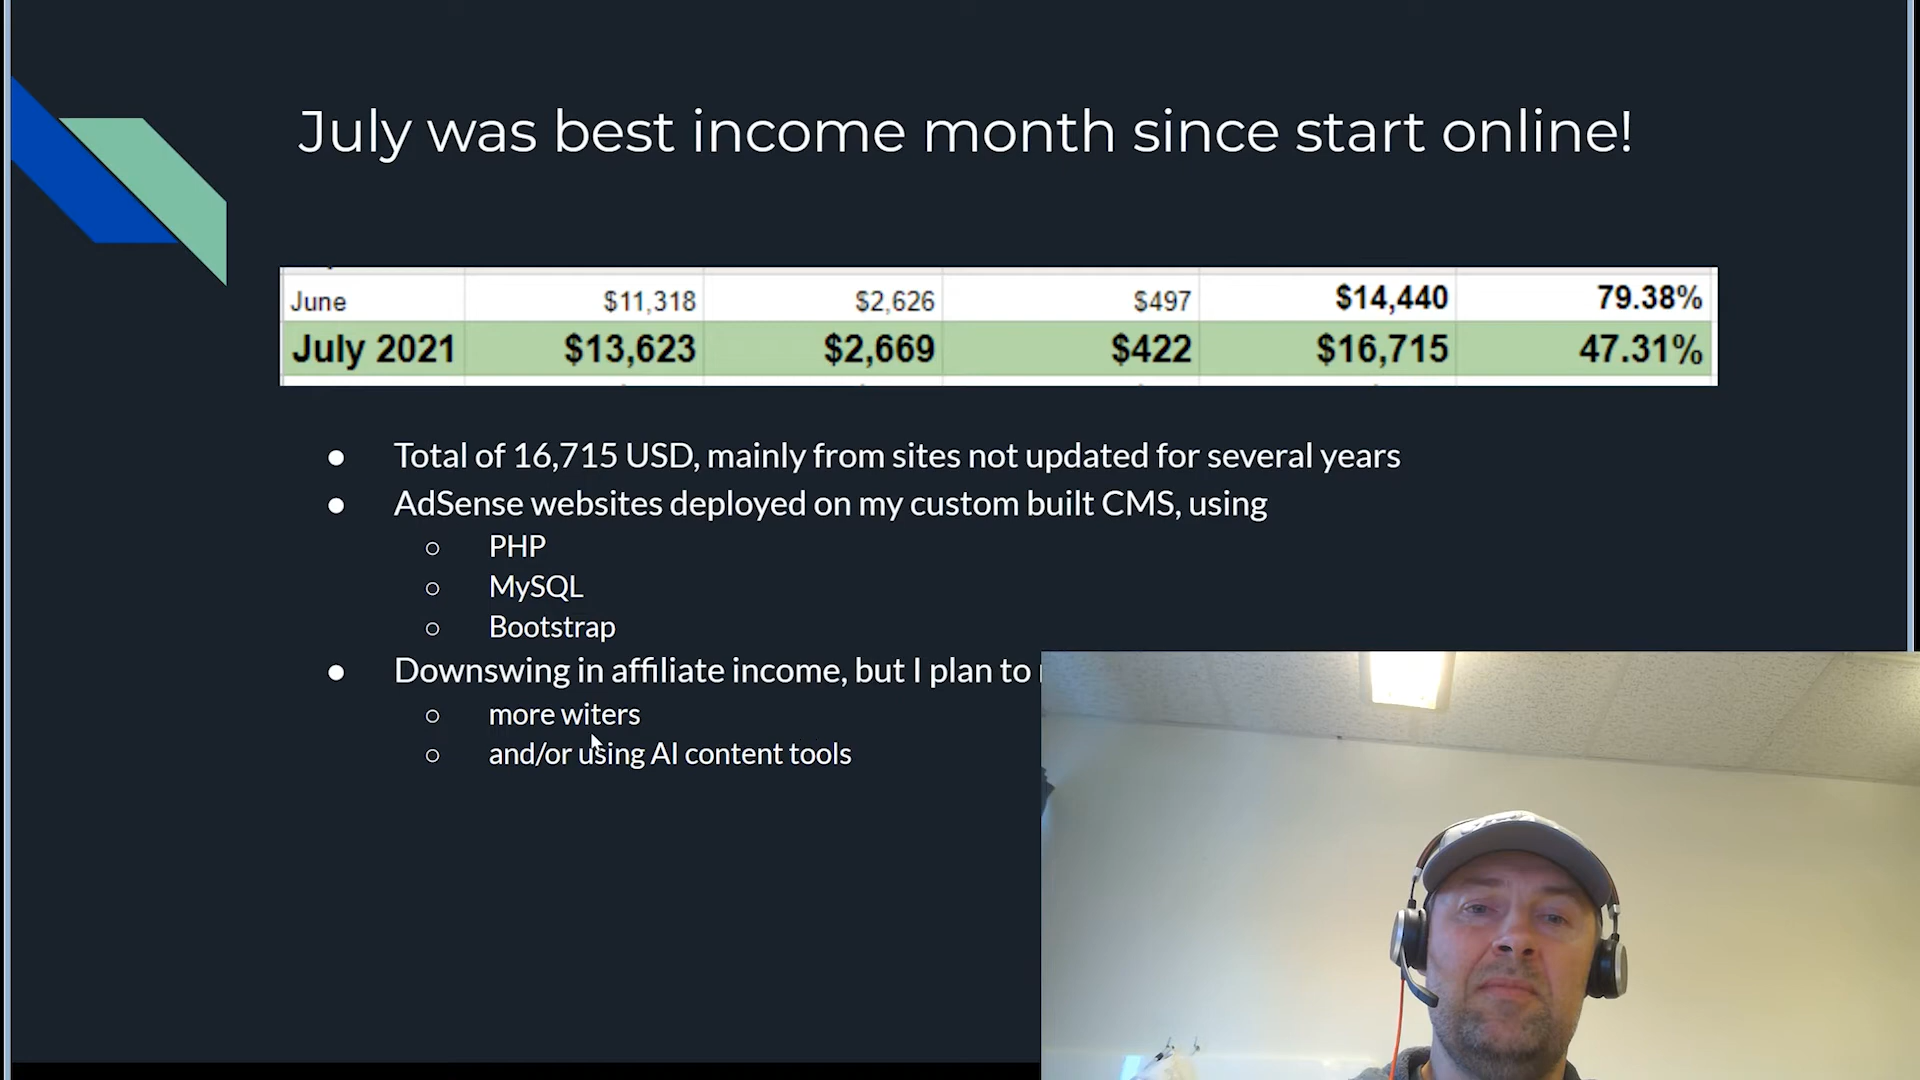 July was best income month since start online!
June $11,318 $2,626 $497 $14,440 79.38%
July 2021 $13,623 $2,669 $422 $16,715 47.31%
● Total of 16,715 USD, mainly from sites not updated for several years
● AdSense websites deployed on my custom built CMS, using
○ PHP
○ MySQL
○ Bootstrap
● Downswing in affiliate income, but I plan to
○ more witers
○ and/or using AI content tools